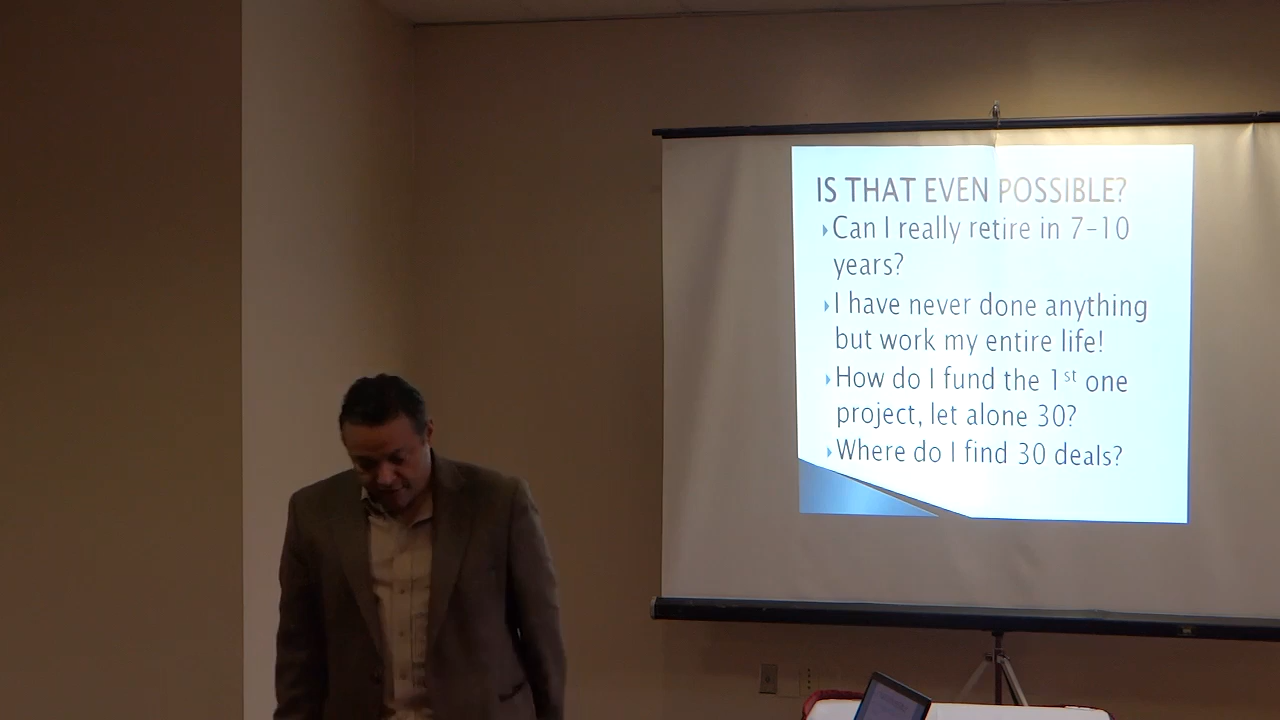 IS THAT EVEN POSSIBLE?
Can I really retire in 7-10
years?
I have never done anything
but work my entire life!
How do I fund the 1st one
project, let alone 30?
Where do I find 30 deals?